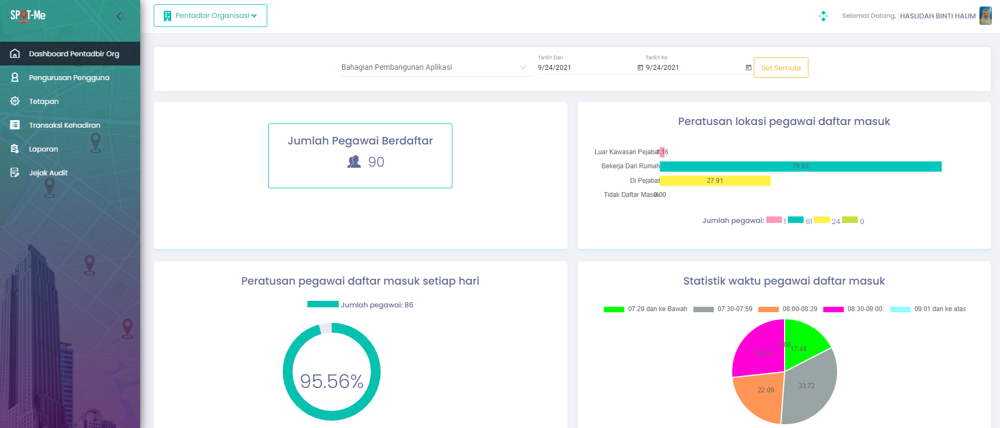 SPOT-Me
Pentadbir Organisasi
Selamat Datang, HASLIDAH BINTI HALIM
Dashboard Pentadbir Org
Pengurusan Pengguna
Tetapan
Transaksi Kehadiran
Laporan
Jejak Audit
Bahagian Pembangunan Aplikasi
Tarikh Dari
9/24/2021
Tarikh Ke
9/24/2021
Set Semula
Jumlah Pegawai Berdaftar
90
Peratusan lokasi pegawai daftar masuk
Luar Kawasan Pejabat 1.16
Bekerja Dari Rumah 70.93
Di Pejabat 27.91
Tidak Daftar Masuk 0.00
Jumlah pegawai: 1 61 24 0
Peratusan pegawai daftar masuk setiap hari
Jumlah pegawai: 86
95.56%
Statistik waktu pegawai daftar masuk
07:29 dan ke Bawah 07:30-07:59 08:00-08:29 08:30-09.00: 09:01 dan ke atas
0.00
17.44
26.74
33.72
22.09